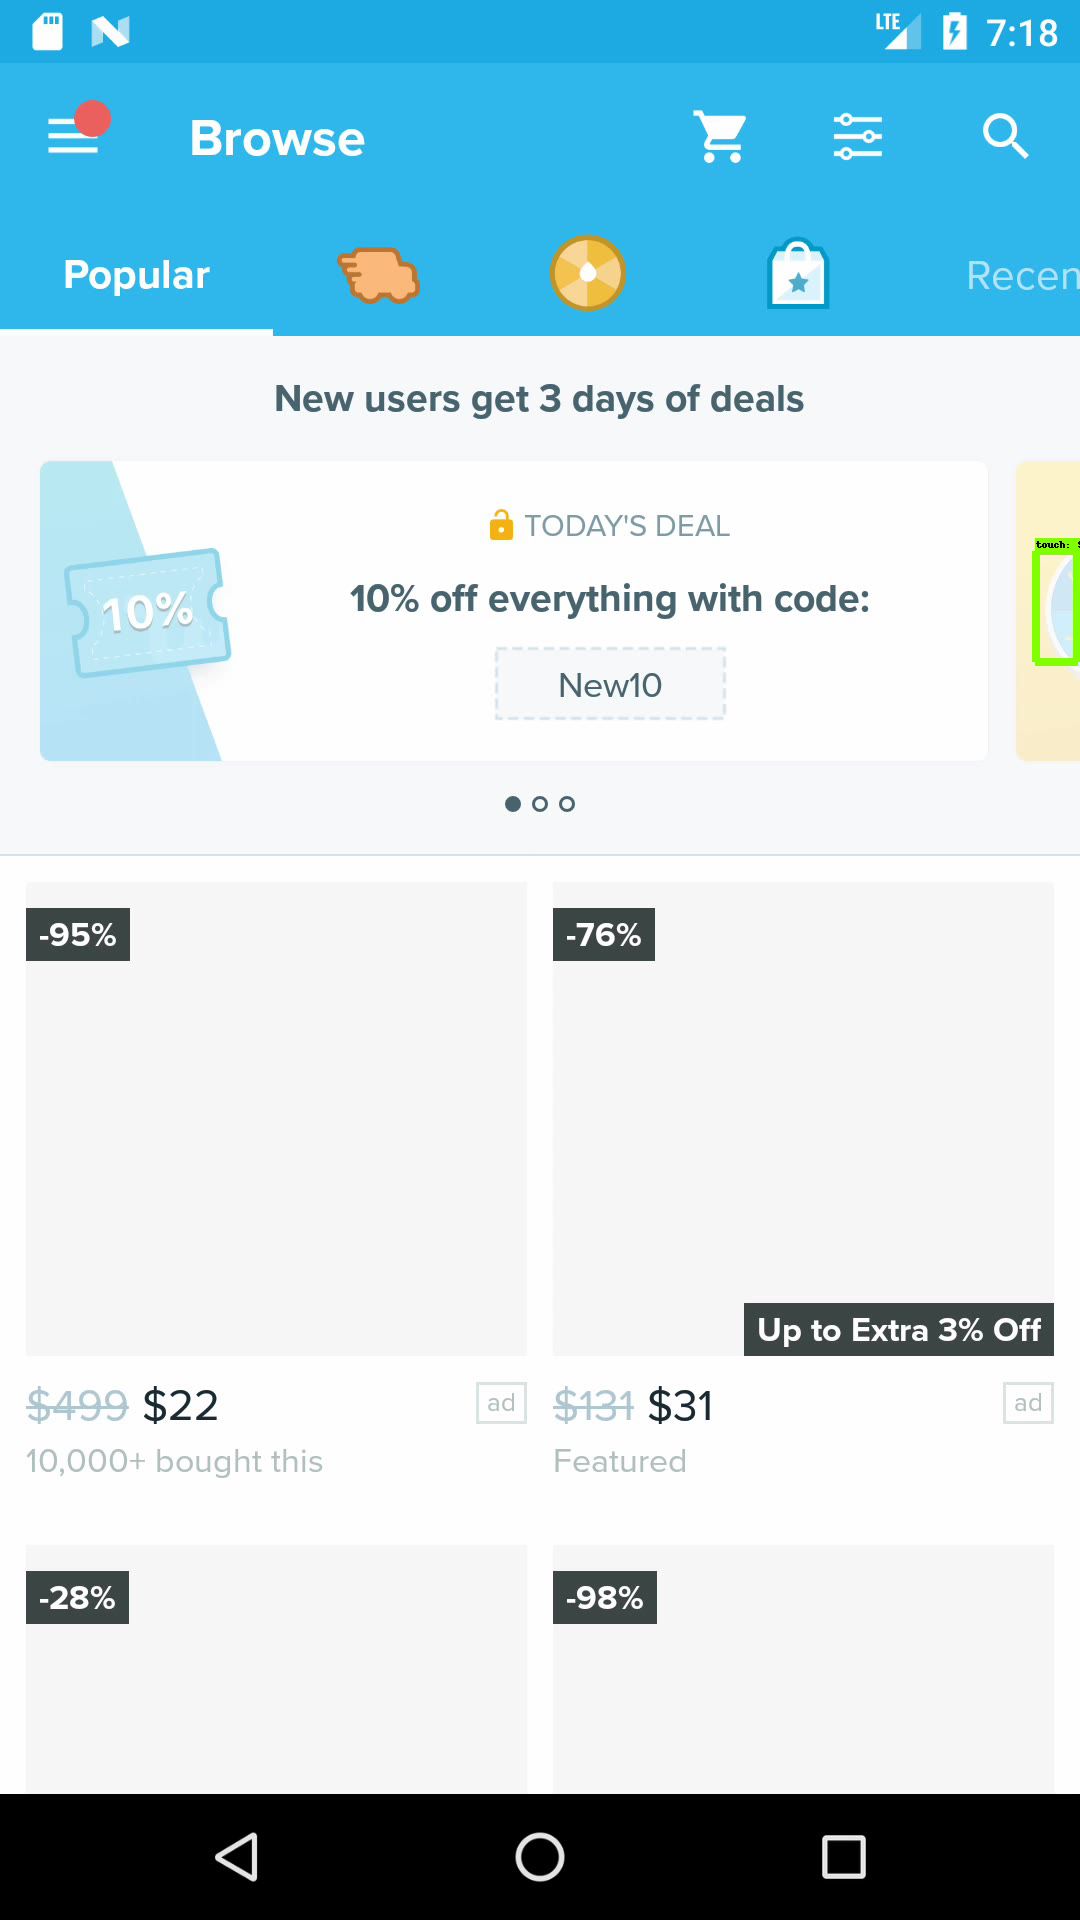 LTE 7:18
Browse
Popular
Recen
New users get 3 days of deals
TODAY'S DEAL
touch:
10% off everything with code:
10%
New10
-95%
-76%
Up to Extra 3% Off
$499 $22
ad
$131 $31
ad
10,000+ bought this
Featured
-28%
-98%